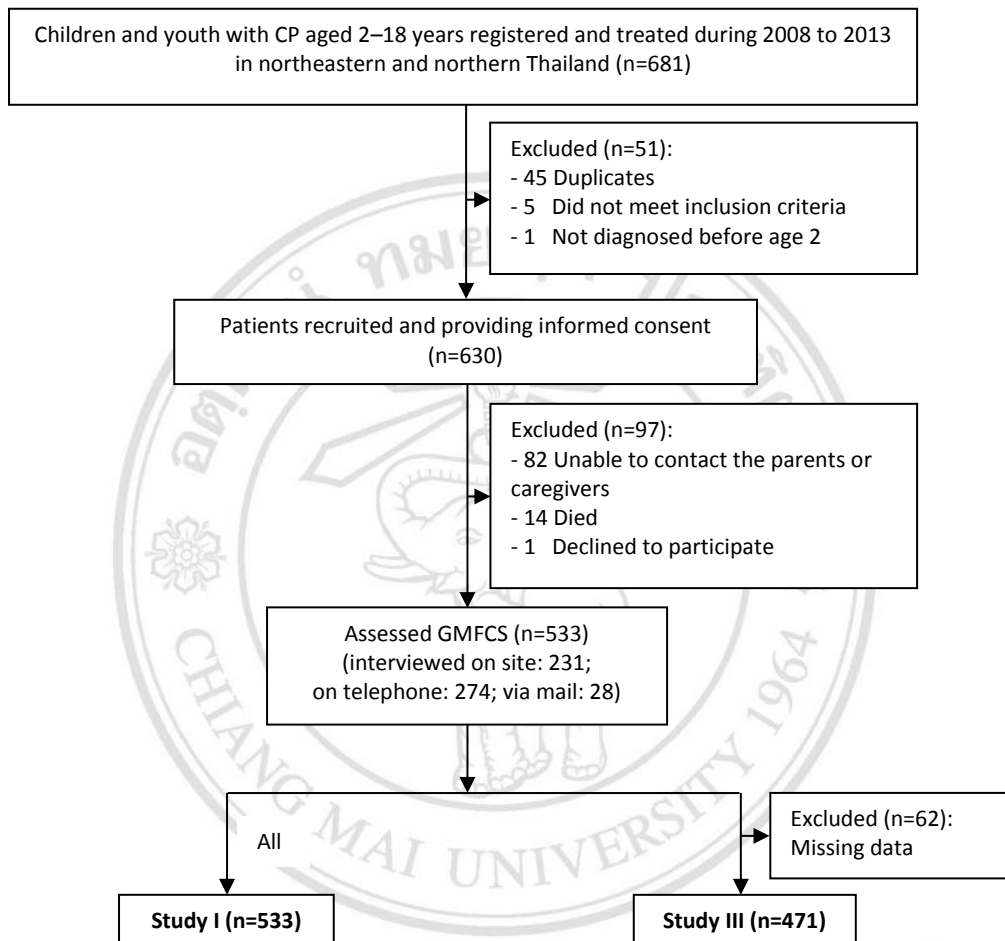 Children and youth with CP aged 2–18 years registered and treated during 2008 to 2013
in northeastern and northern Thailand (n=681)
Excluded (n=51):
- 45 Duplicates
- 5 Did not meet inclusion criteria
- 1 Not diagnosed before age 2
Patients recruited and providing informed consent
(n=630)
Excluded (n=97):
- 82 Unable to contact the parents or
caregivers
- 14 Died
- 1 Declined to participate
Assessed GMFCS (n=533)
(interviewed on site: 231;
on telephone: 274; via mail: 28)
All
Excluded (n=62):
Missing data
Study I (n=533)
Study III (n=471)
CHIANG MAI UNIVERSITY 1964